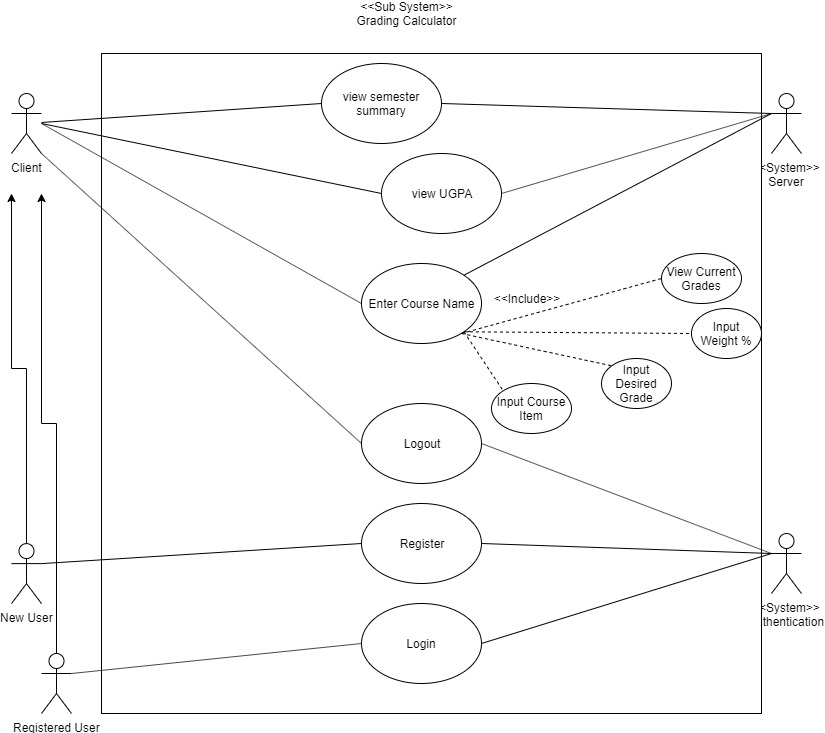 <<Sub System>>
Grading Calculator
view semester
summary
Client
<System>>
Server
view UGPA
Enter Course Name
<<Include>>
View Current
Grades
Input
Weight %
Input
Desired
Grade
Input Course
Item
Logout
Register
New User
<System>>
thentication
Login
Registered User